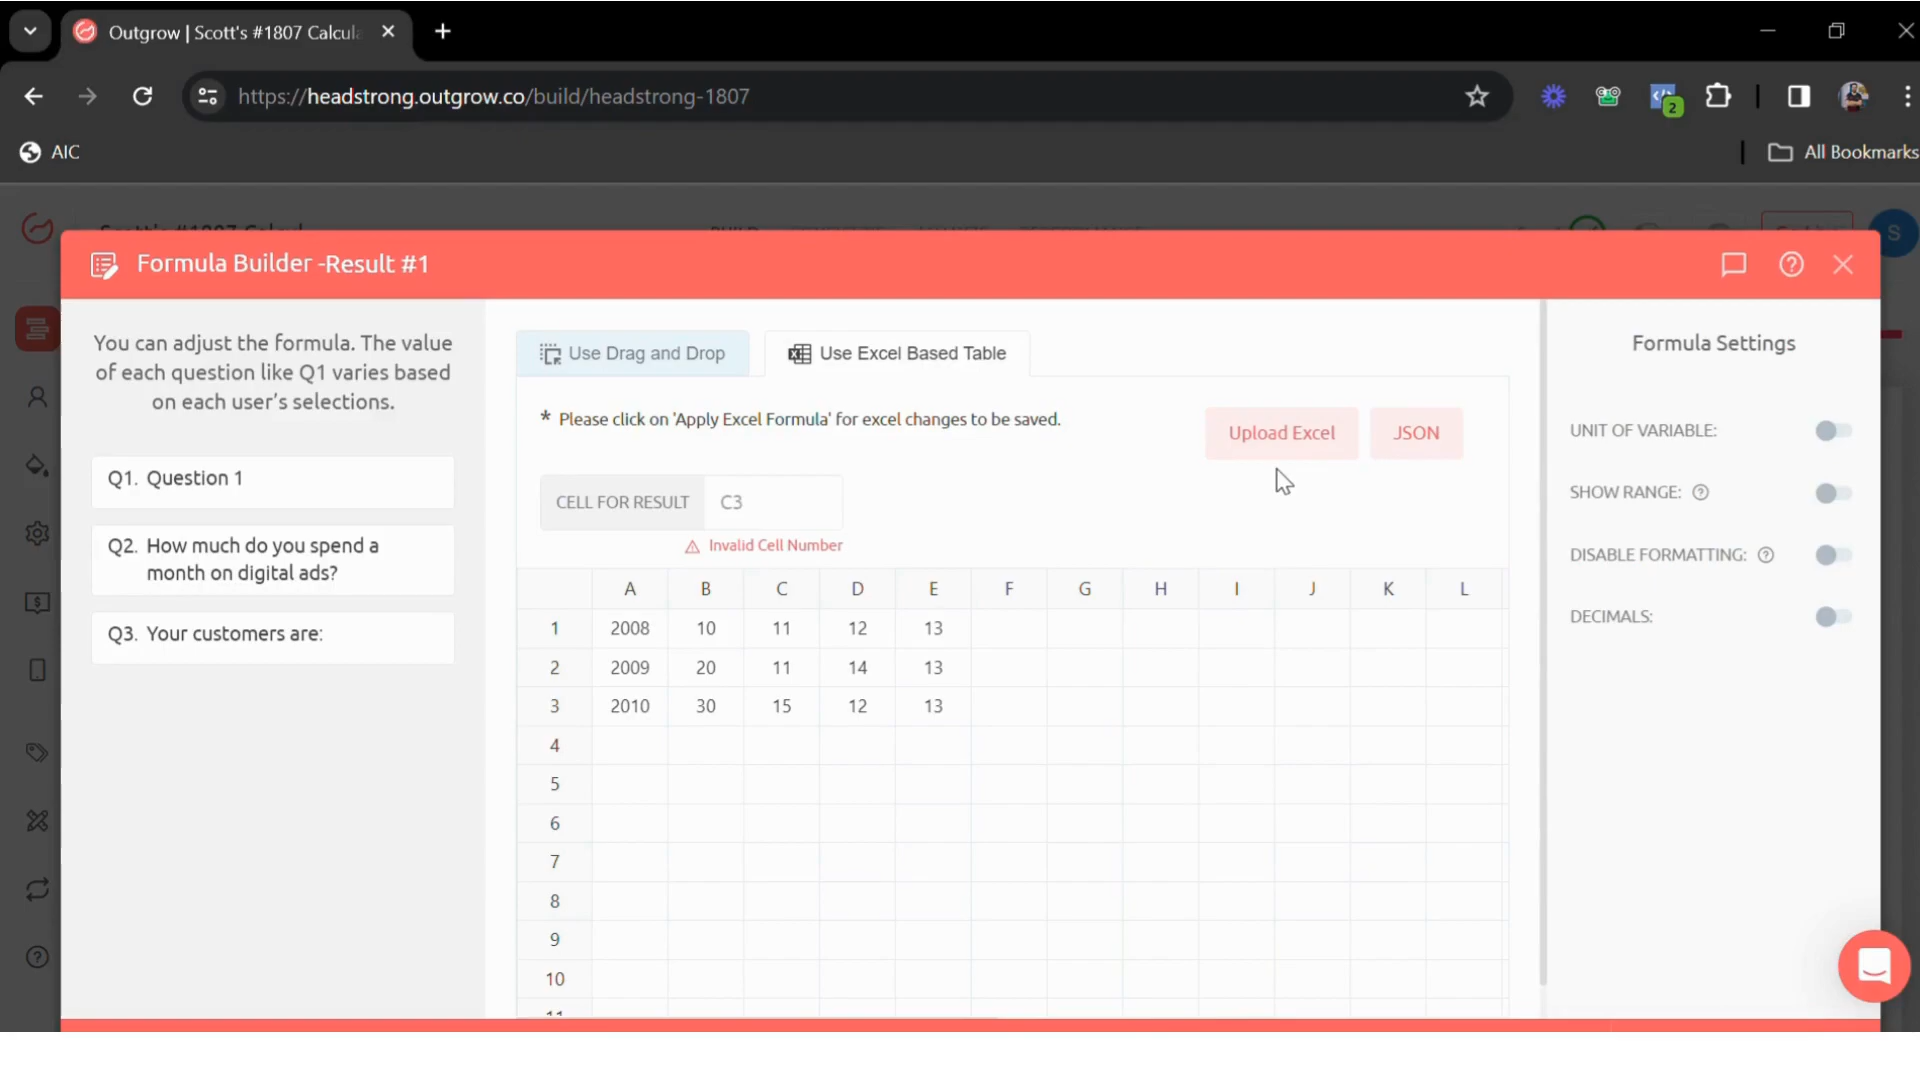 Outgrow | Scott's #1807 Calcula
https://headstrong.outgrow.co/build/headstrong-1807
2
AIC
All Bookmarks
S
Formula Builder -Result #1
You can adjust the formula. The value
of each question like Q1 varies based
on each user's selections.
Q1. Question 1
Q2. How much do you spend a
month on digital ads?
Q3. Your customers are:
Use Drag and Drop
Use Excel Based Table
* Please click on 'Apply Excel Formula' for excel changes to be saved.
Upload Excel
JSON
CELL FOR RESULT C3
Invalid Cell Number
A B C D E F G H I J K L
1 2008 10 11 12 13
2 2009 20 11 14 13
3 2010 30 15 12 13
4
5
6
7
8
9
10
11
Formula Settings
UNIT OF VARIABLE:
SHOW RANGE:
DISABLE FORMATTING:
DECIMALS: